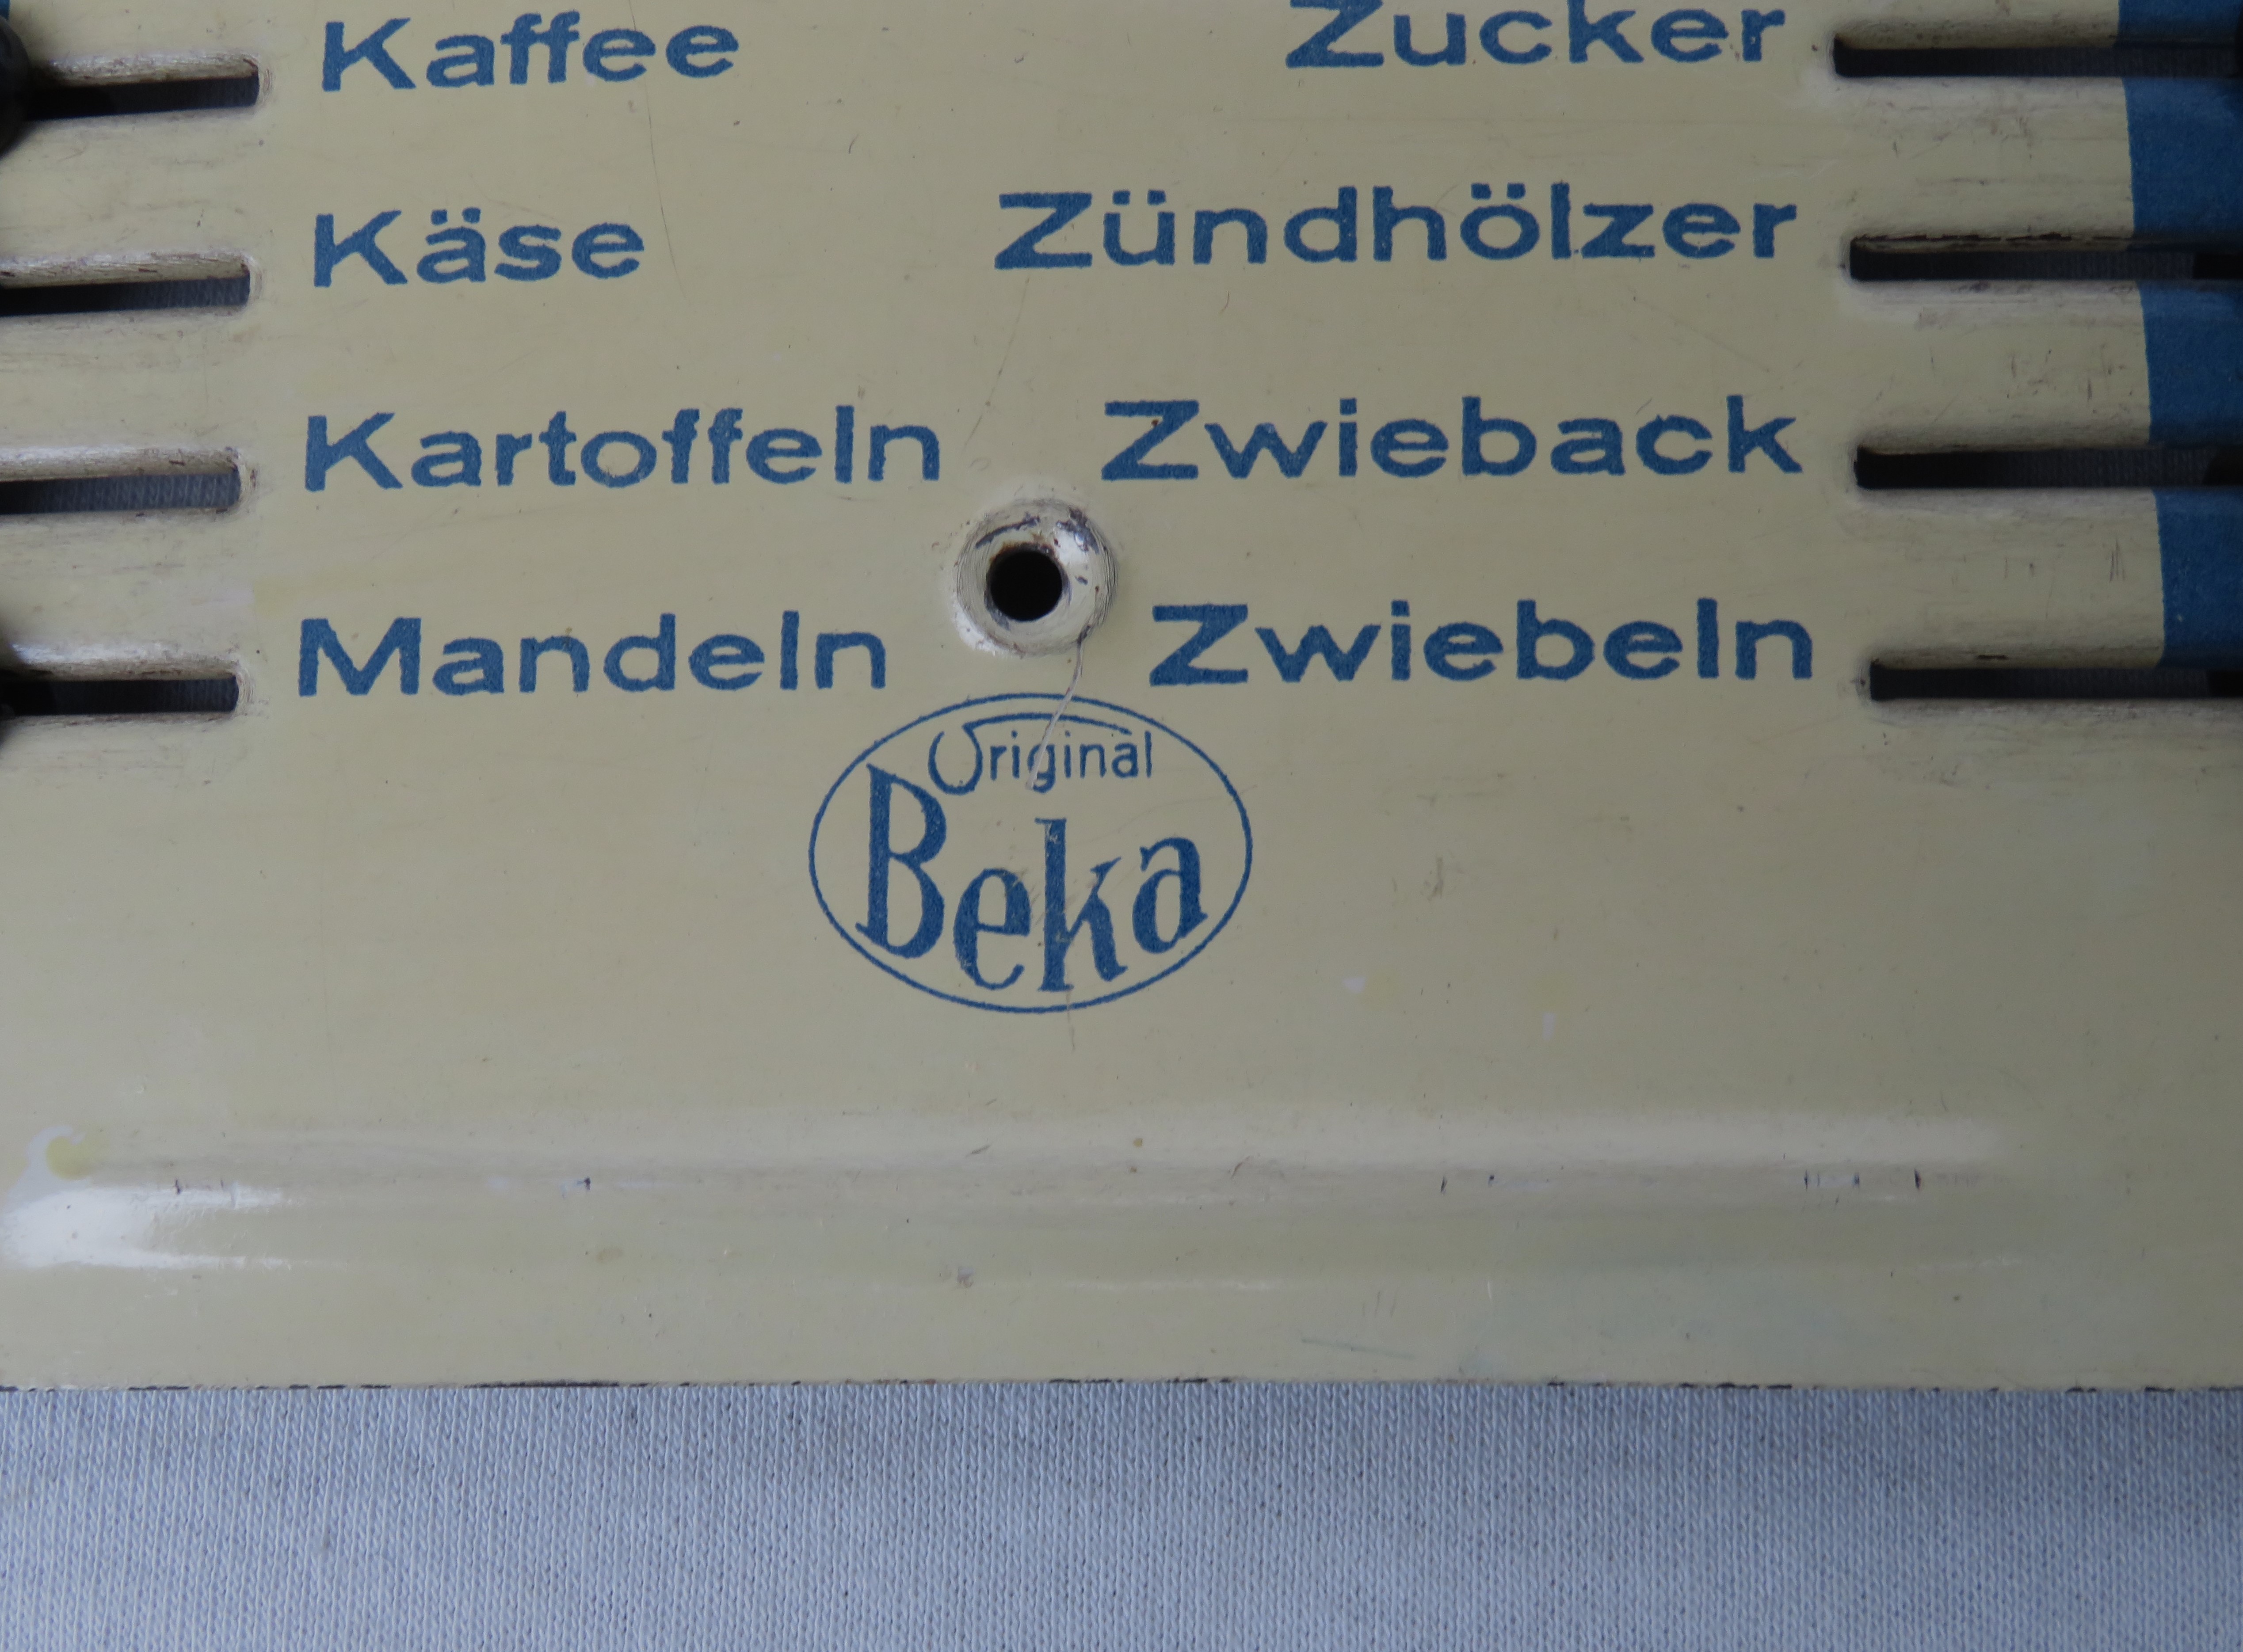 Kaffee Zucker
Käse Zündhölzer
Kartoffeln Zwieback
Mandeln Zwiebeln
Original
Beka